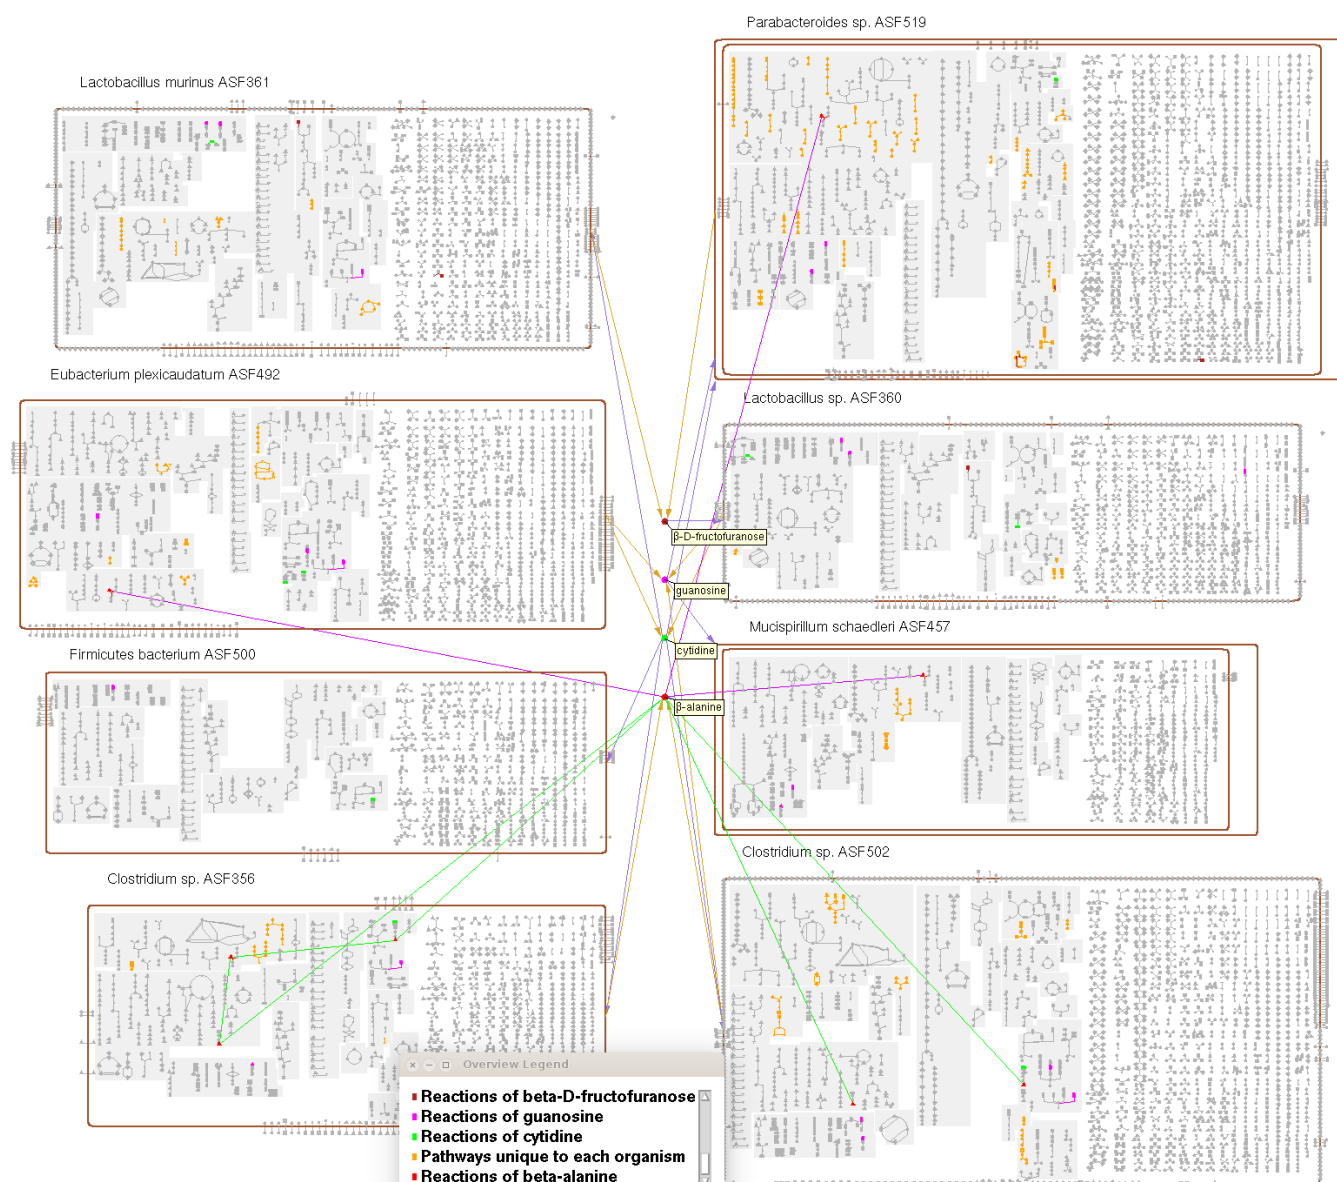 Parabacteroides sp. ASF519
Lactobacillus murinus ASF361
Eubacterium plexicaudatum ASF492
Lactobacillus sp. ASF360
β-D-fructofuranose
guanosine
Mucispirillum schaedleri ASF457
cytidine
Firmicutes bacterium ASF500
β-alanine
Clostridium sp. ASF502
Clostridium sp. ASF356
Overview Legend
Reactions of beta-D-fructofuranose
Reactions of guanosine
Reactions of cytidine
Pathways unique to each organism
Reactions of beta-alanine